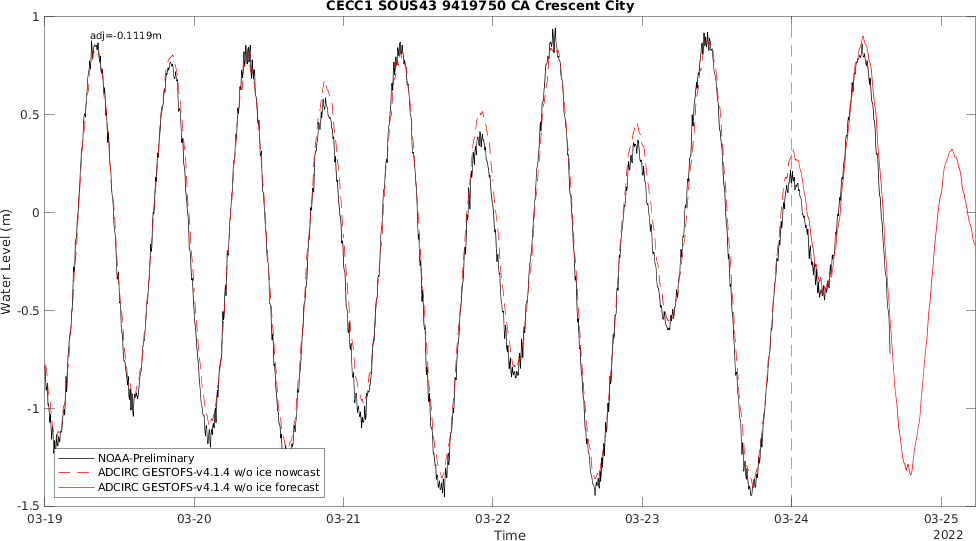 CECC1 SOUS43 9419750 CA Crescent City
adj=-0.1119m
1
0.5
0
-0.5
-1
-1.5
Water Level (m)
NOAA-Preliminary
ADCIRC GESTOFS-v4.1.4 w/o ice nowcast
ADCIRC GESTOFS-v4.1.4 w/o ice forecast
03-19 03-20 03-21 03-22 03-23 03-24 03-25
Time
2022